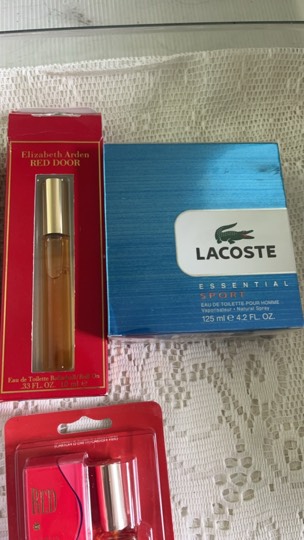 Elizabeth Arden
RED DOOR
Eau de Toilette
.33 FL. OZ.
LACOSTE
ESSENTIAL
SPORT
EAU DE TOILETTE POUR HOMME
Vaporisateur • Natural Spray
125 ml e 4.2 FL. OZ.
RED